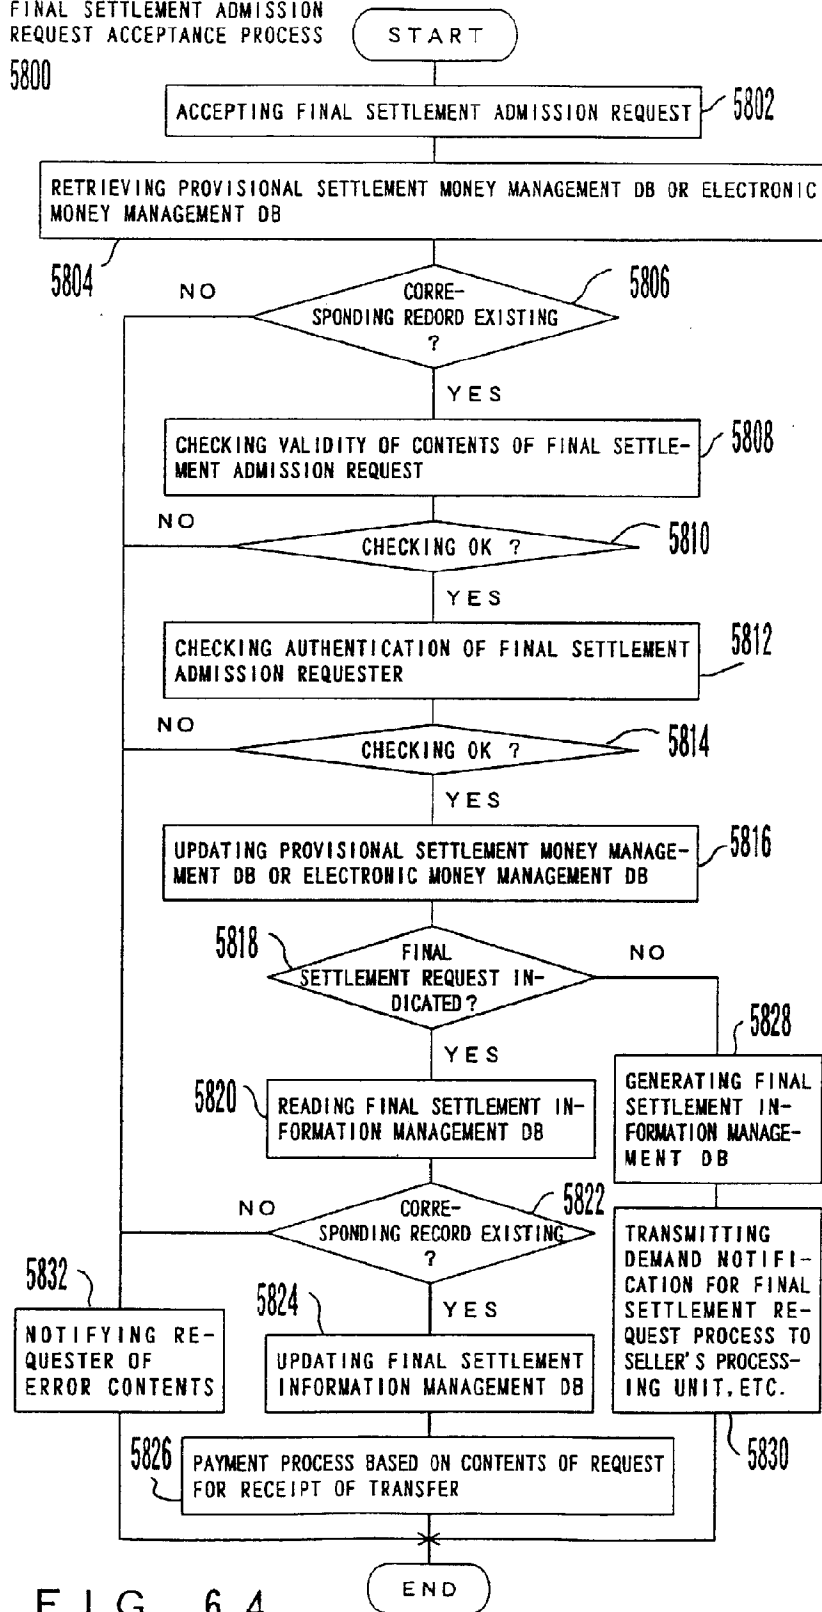 FINAL SETTLEMENT ADMISSION
REQUEST ACCEPTANCE PROCESS
5800
START
ACCEPTING FINAL SETTLEMENT ADMISSION REQUEST
5802
RETRIEVING PROVISIONAL SETTLEMENT MONEY MANAGEMENT DB OR ELECTRONIC
MONEY MANAGEMENT DB
5804
NO
CORRE-
SPONDING REDORD EXISTING
?
5806
YES
CHECKING VALIDITY OF CONTENTS OF FINAL SETTLE-
MENT ADMISSION REQUEST
5808
NO
CHECKING OK ?
5810
YES
CHECKING AUTHENTICATION OF FINAL SETTLEMENT
ADMISSION REQUESTER
5812
NO
CHECKING OK ?
5814
YES
UPDATING PROVISIONAL SETTLEMENT MONEY MANAGE-
MENT DB OR ELECTRONIC MONEY MANAGEMENT DB
5816
5818
FINAL
SETTLEMENT REQUEST IN-
DICATED?
NO
YES
5820
READING FINAL SETTLEMENT IN-
FORMATION MANAGEMENT DB
5828
GENERATING FINAL
SETTLEMENT IN-
FORMATION MANAGE-
MENT DB
NO
CORRE-
SPONDING RECORD EXISTING
?
5822
YES
5832
NOTIFYING RE-
QUESTER OF
ERROR CONTENTS
5824
UPDATING FINAL SETTLEMENT
INFORMATION MANAGEMENT DB
TRANSMITTING
DEMAND NOTIFI-
CATION FOR FINAL
SETTLEMENT RE-
QUEST PROCESS TO
SELLER'S PROCESS-
ING UNIT, ETC.
5830
5826
PAYMENT PROCESS BASED ON CONTENTS OF REQUEST
FOR RECEIPT OF TRANSFER
END
FIG. 64